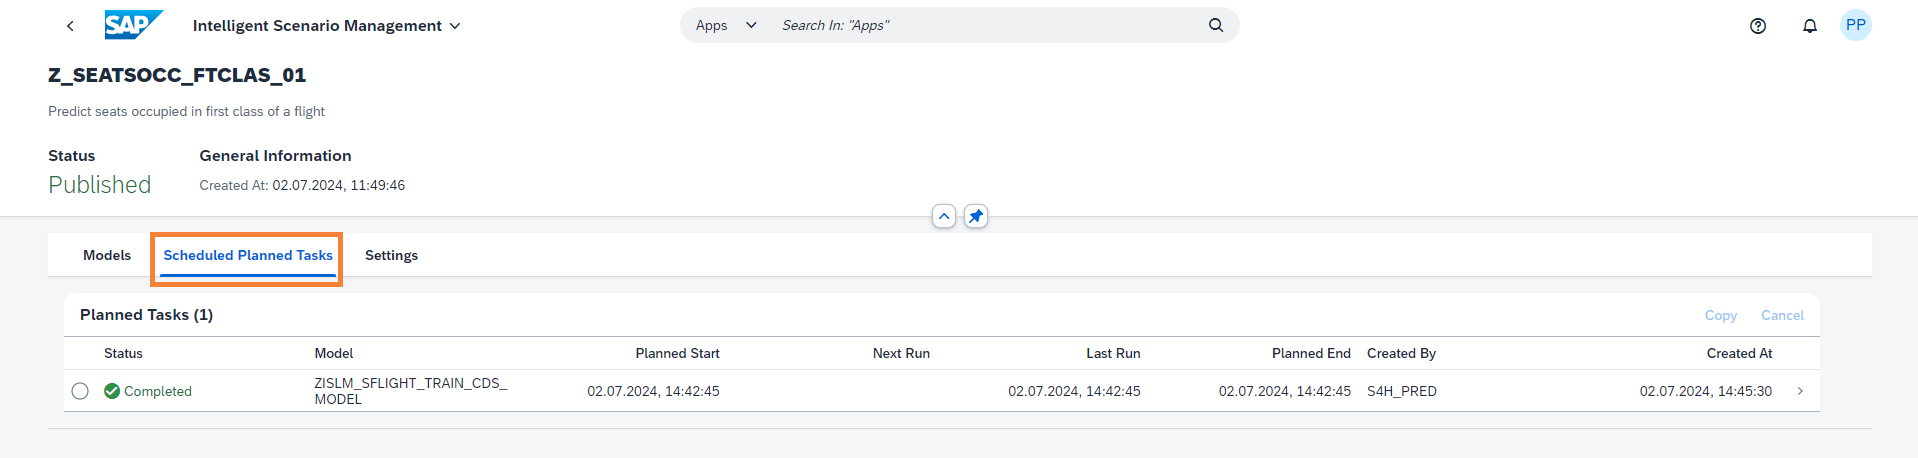 SAP Intelligent Scenario Management Apps Search In: "Apps" PP
Z_SEATSOCC_FTCLAS_01
Predict seats occupied in first class of a flight
Status General Information
Published Created At: 02.07.2024, 11:49:46
Models Scheduled Planned Tasks Settings
Planned Tasks (1) Copy Cancel
Status Model Planned Start Next Run Last Run Planned End Created By Created At
Completed ZISLM_SFLIGHT_TRAIN_CDS_ 02.07.2024, 14:42:45 02.07.2024, 14:42:45 02.07.2024, 14:42:45 S4H_PRED 02.07.2024, 14:45:30
MODEL